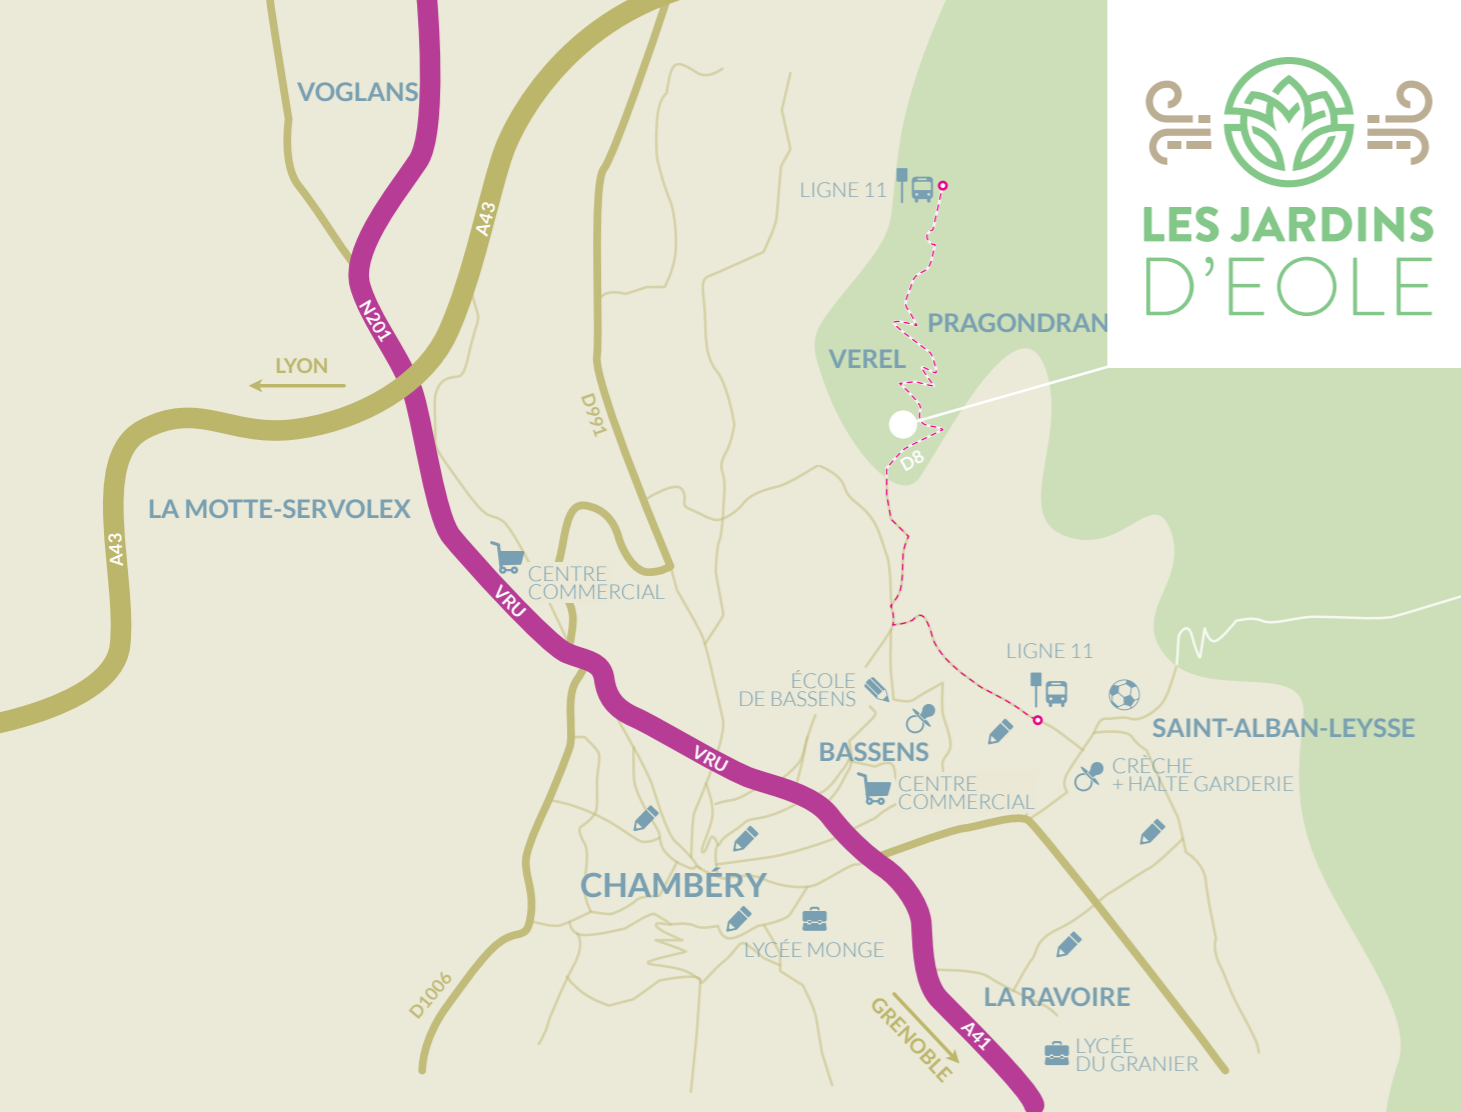 VOGLANS
LES JARDINS
D'EOLE
LIGNE 11
A43
N201
PRAGONDRAN
VEREL
LYON
D991
D8
LA MOTTE-SERVOLEX
A43
CENTRE
COMMERCIAL
VRU
LIGNE 11
ÉCOLE
DE BASSENS
SAINT-ALBAN-LEYSSE
BASSENS
VRU
CRÈCHE
+ HALTE GARDERIE
CENTRE
COMMERCIAL
CHAMBÉRY
LYCÉE MONGE
D1006
LA RAVOIRE
GRENOBLE
A41
LYCÉE
DU GRANIER